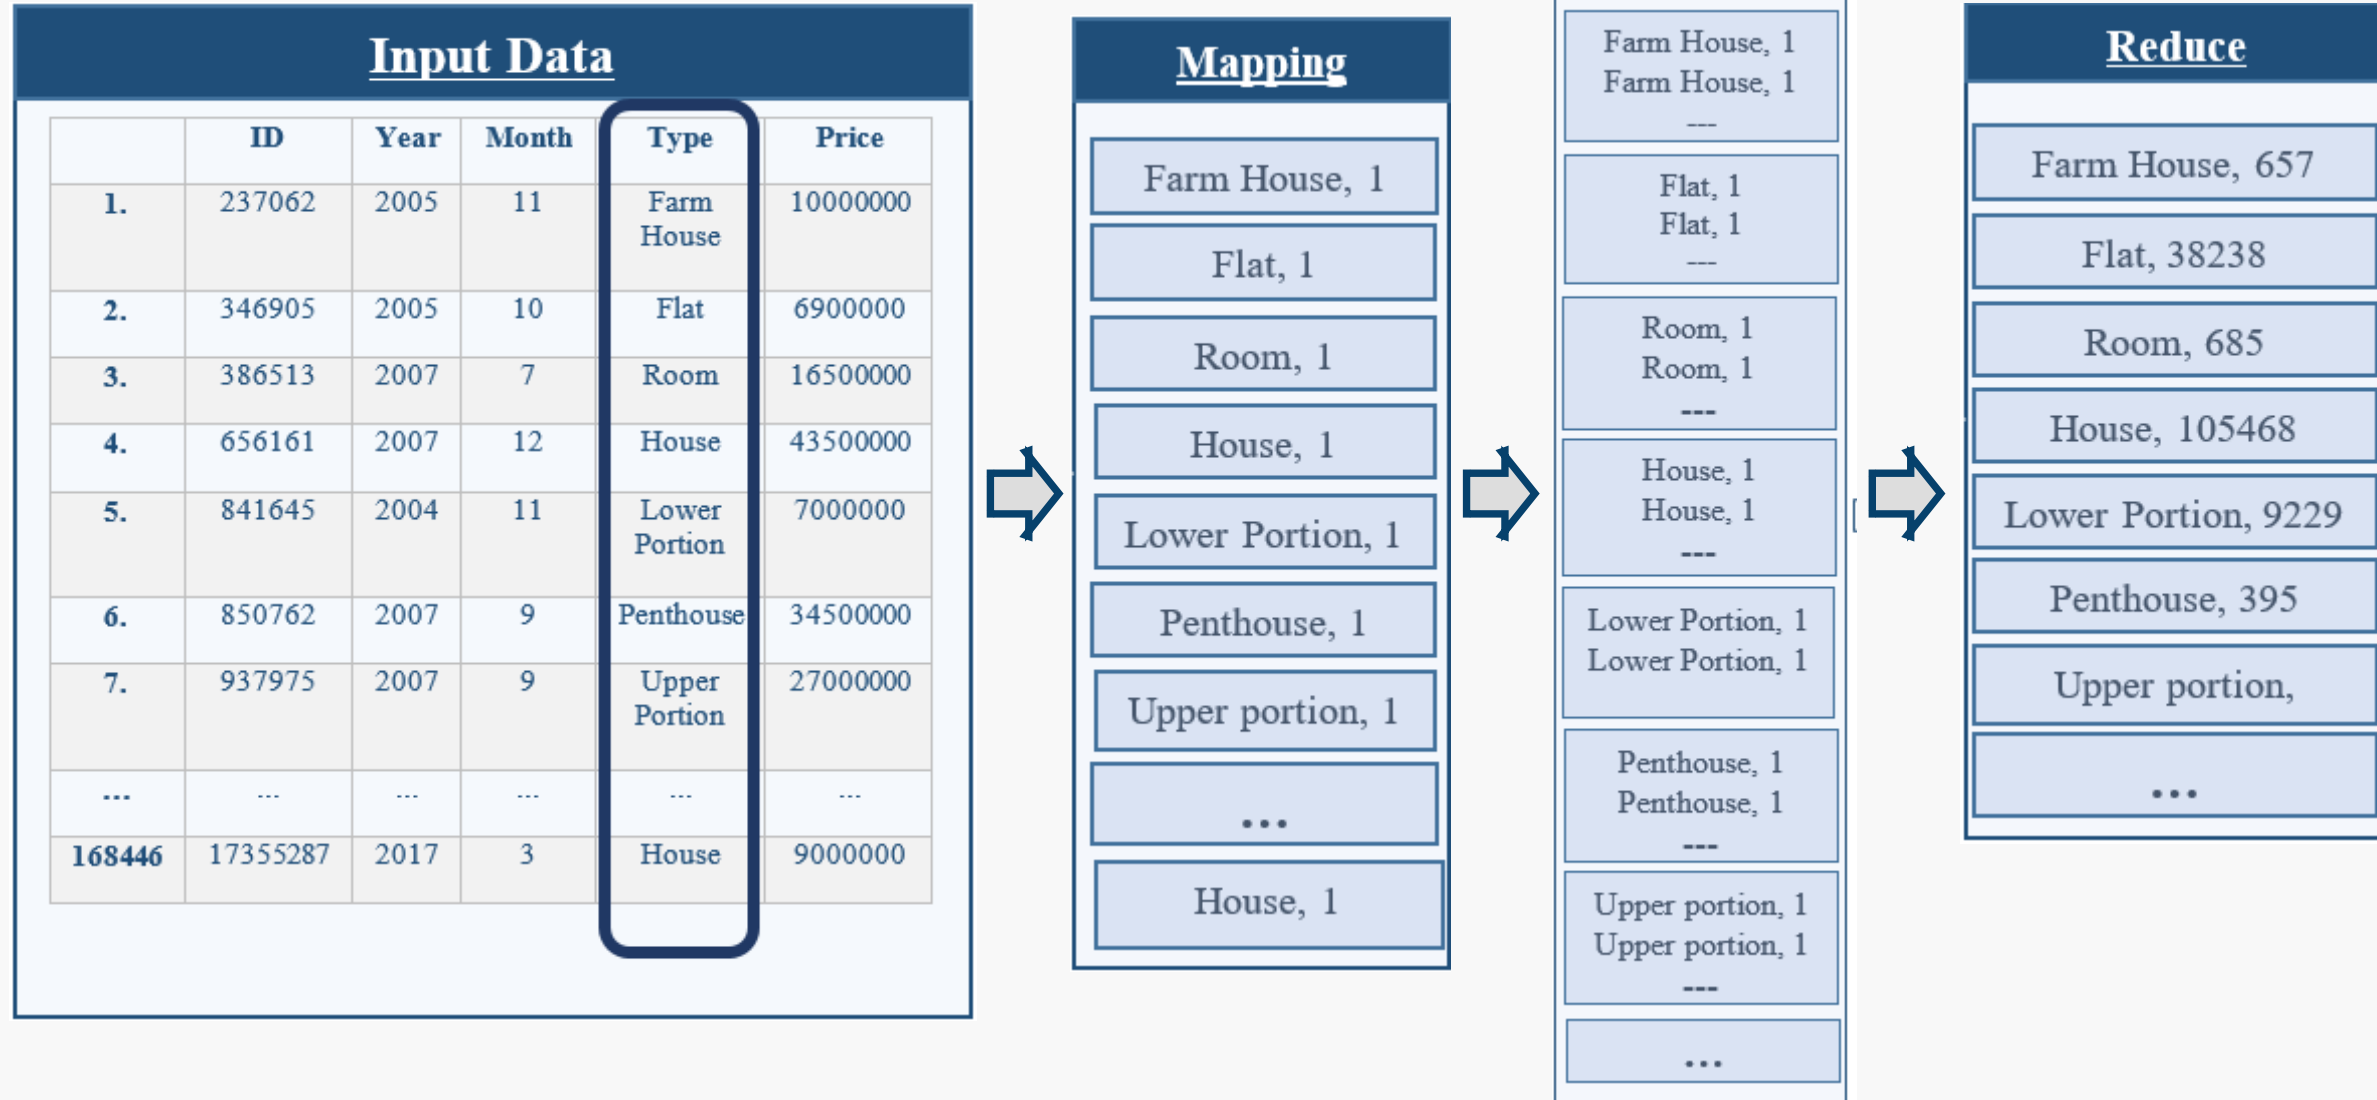 Input Data
ID Year Month Type Price
1. 237062 2005 11 Farm House 10000000
2. 346905 2005 10 Flat 6900000
3. 386513 2007 7 Room 16500000
4. 656161 2007 12 House 43500000
5. 841645 2004 11 Lower Portion 7000000
6. 850762 2007 9 Penthouse 34500000
7. 937975 2007 9 Upper Portion 27000000
... ... ... ... ... ...
168446 17355287 2017 3 House 9000000
Mapping
Farm House, 1
Flat, 1
Room, 1
House, 1
Lower Portion, 1
Penthouse, 1
Upper portion, 1
...
House, 1
Farm House, 1
Farm House, 1
---
Flat, 1
Flat, 1
---
Room, 1
Room, 1
---
House, 1
House, 1
---
Lower Portion, 1
Lower Portion, 1
Penthouse, 1
Penthouse, 1
---
Upper portion, 1
Upper portion, 1
---
...
Reduce
Farm House, 657
Flat, 38238
Room, 685
House, 105468
Lower Portion, 9229
Penthouse, 395
Upper portion,
...